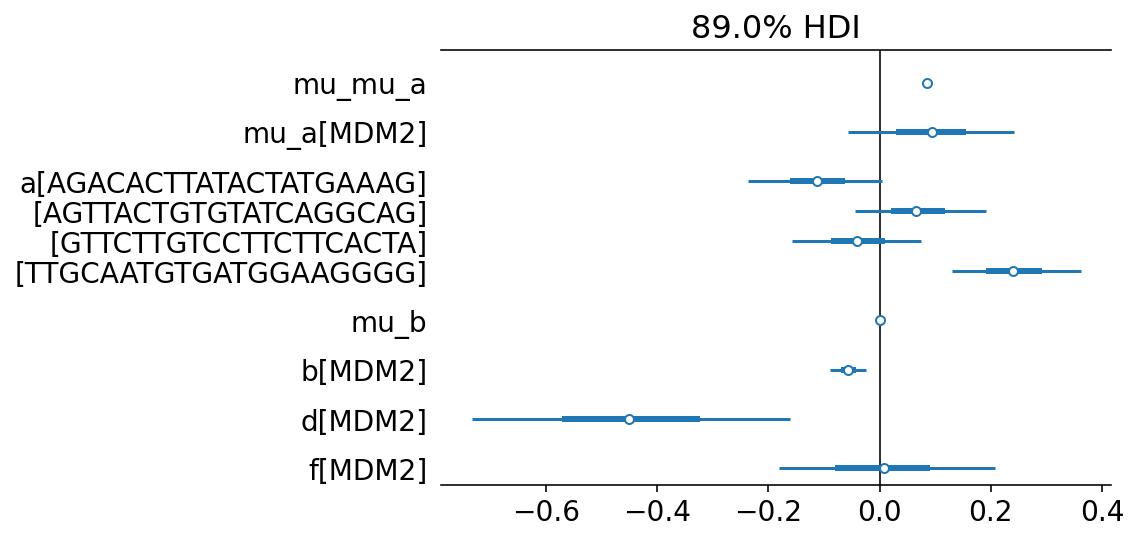 89.0% HDI
mu_mu_a
mu_a[MDM2]
a[AGACACTTATACTATGAAAG]
[AGTTACTGTGTATCAGGCAG]
[GTTCTTGTCCTTCTTCACTA]
[TTGCAATGTGATGGAAGGGG]
mu_b
b[MDM2]
d[MDM2]
f[MDM2]
−0.6 −0.4 −0.2 0.0 0.2 0.4